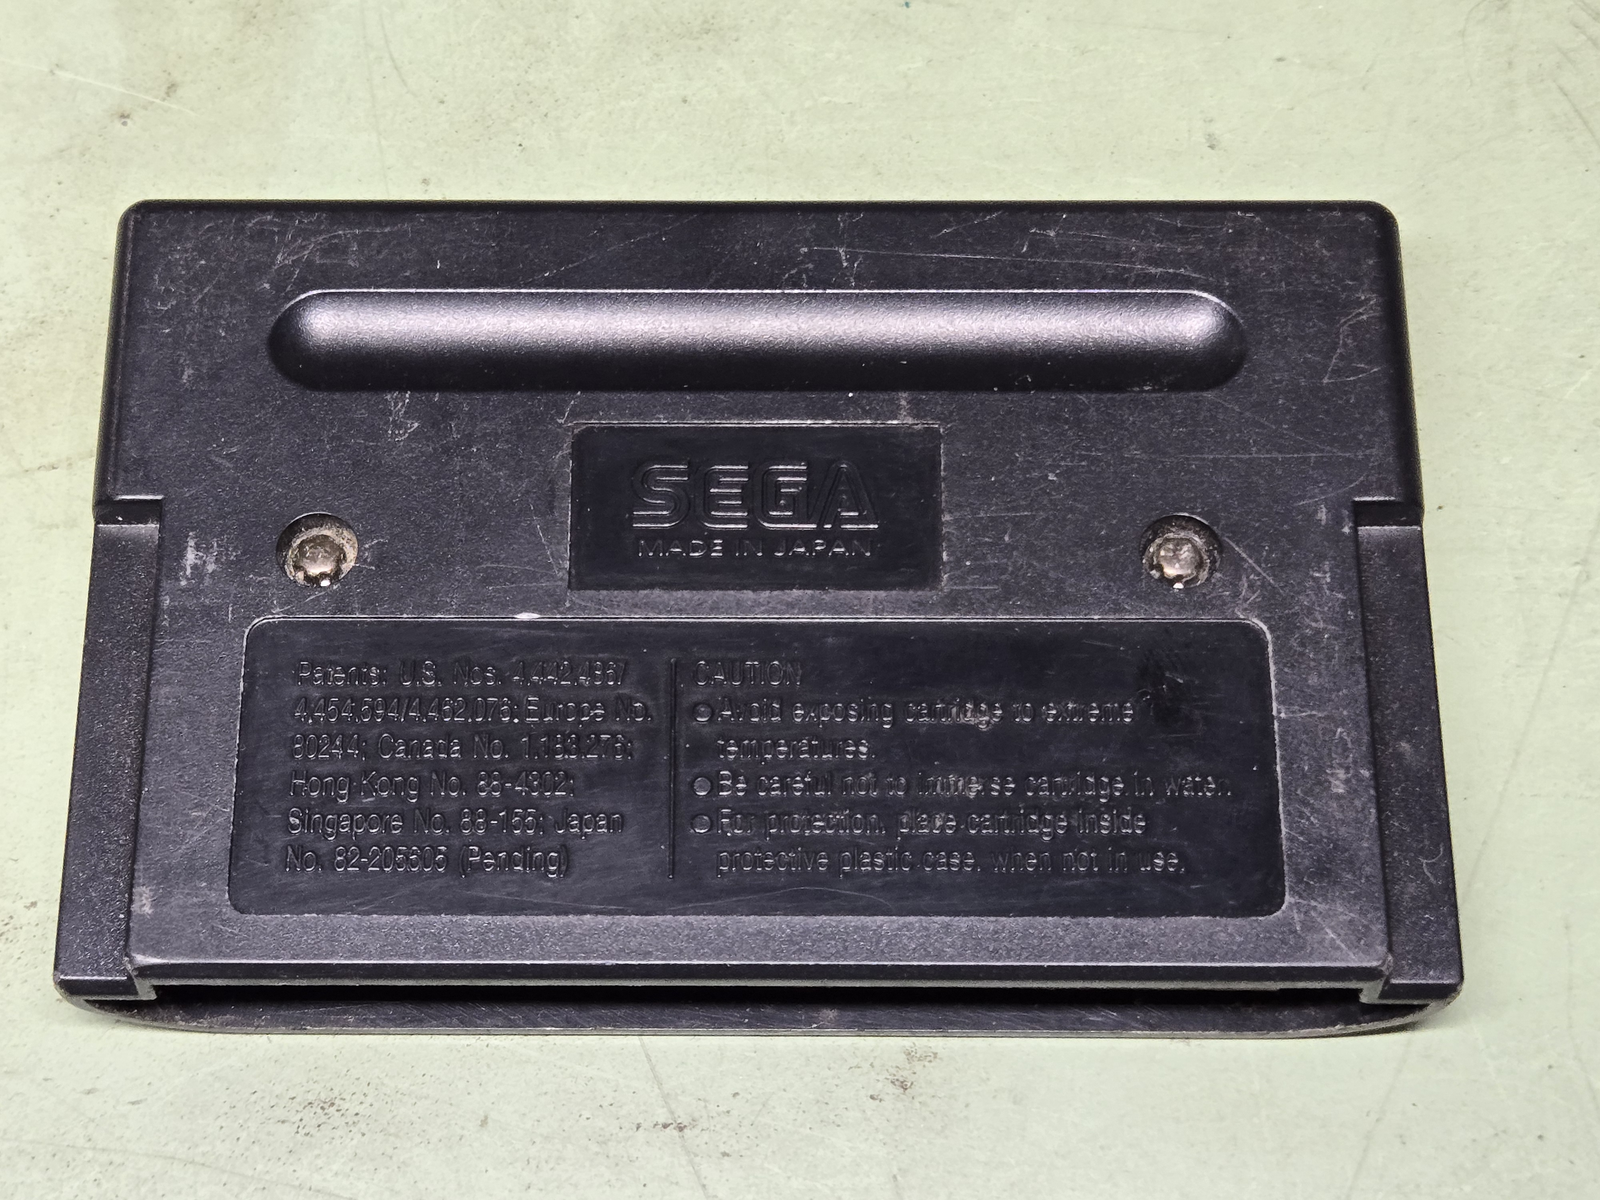 SEGA
MADE IN JAPAN
Patents: U.S. Nos. 4,442,486/
4,454,594/4,462,076; Europe No.
80244; Canada No. 1,183,276;
Hong Kong No. 88-4302;
Singapore No. 88-155; Japan
No. 82-205605 (Pending)
CAUTION
Avoid exposing cartridge to extreme
temperatures.
Be careful not to immerse cartridge in water.
For protection, place cartridge inside
protective plastic case, when not in use.